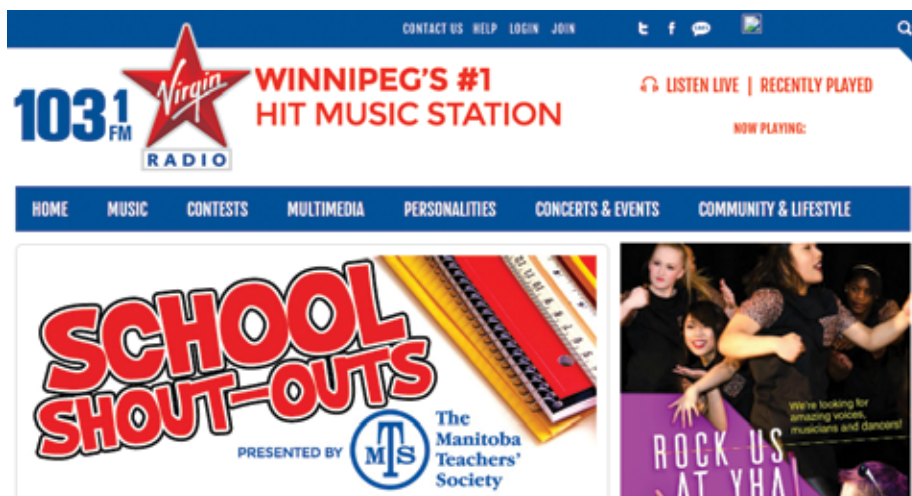 CONTACT US HELP LOGIN JOIN
103.1 FM
Virgin
RADIO
WINNIPEG'S #1
HIT MUSIC STATION
LISTEN LIVE | RECENTLY PLAYED
NOW PLAYING:
HOME MUSIC CONTESTS MULTIMEDIA PERSONALITIES CONCERTS & EVENTS COMMUNITY & LIFESTYLE
SCHOOL
SHOUT-OUTS
PRESENTED BY
MTS
The
Manitoba
Teachers'
Society
We're looking for
amazing voices,
musicians and dancers!
ROCK US
AT YHA